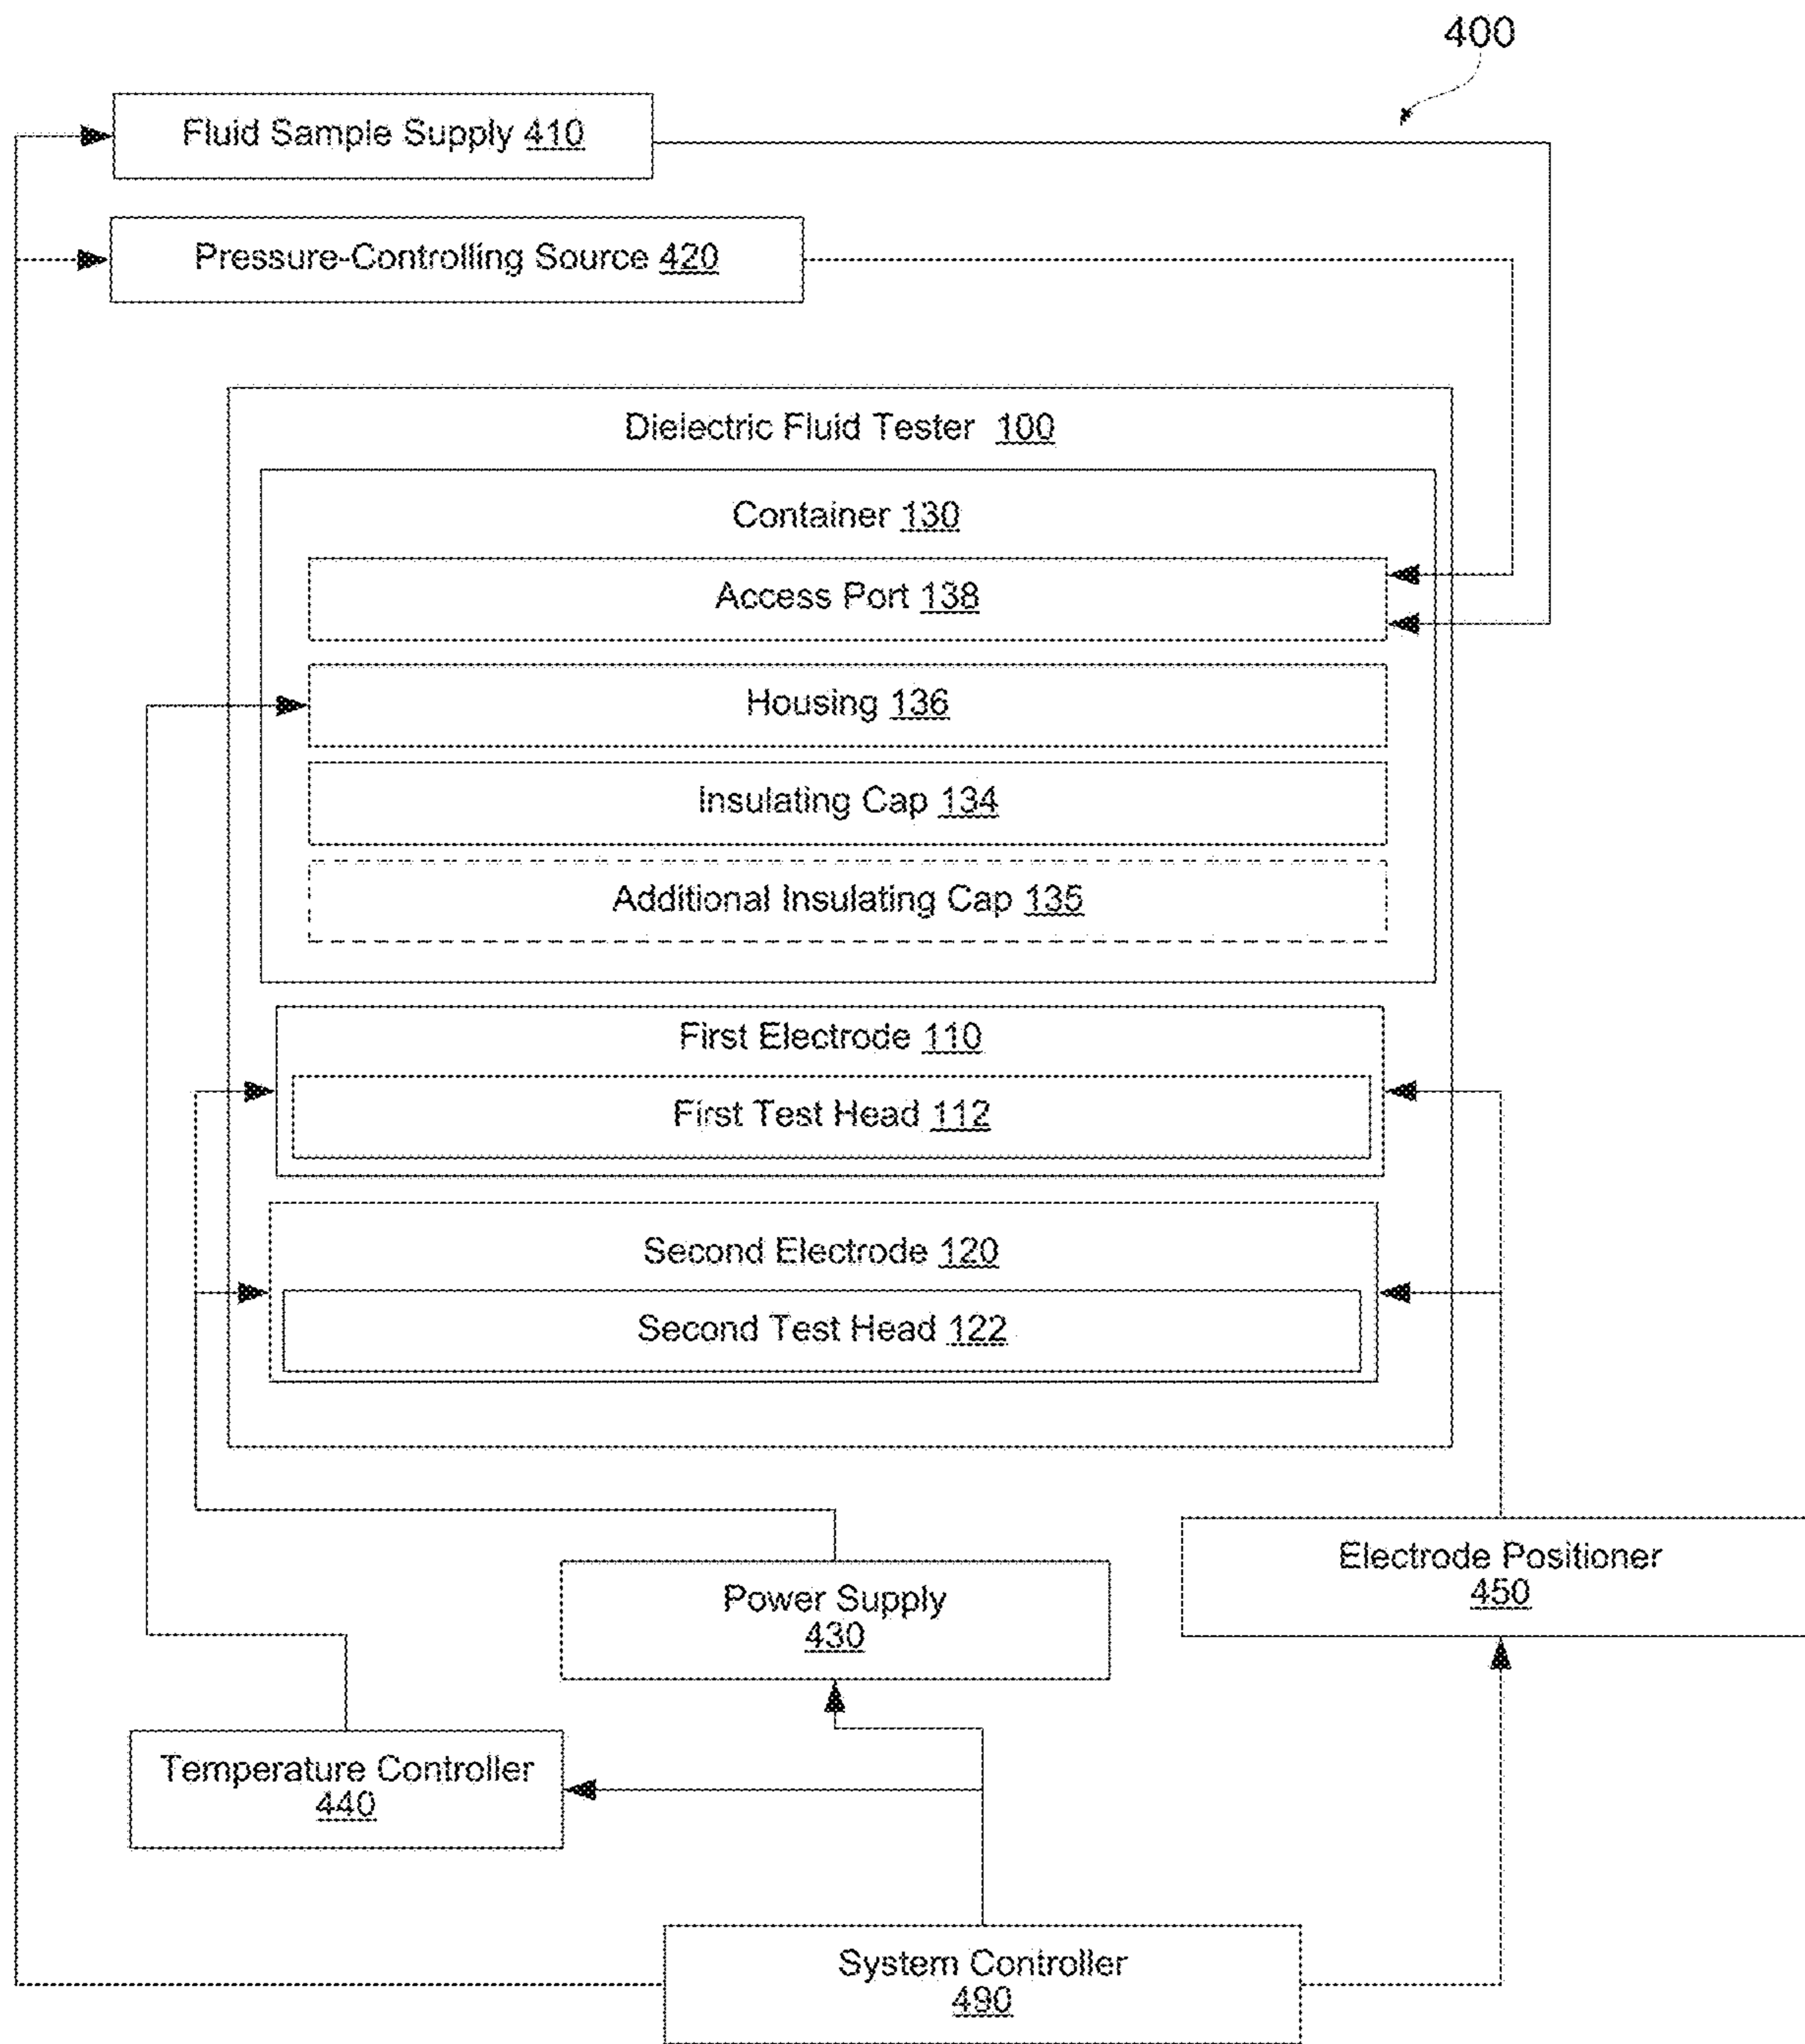 400
Fluid Sample Supply 410
Pressure-Controlling Source 420
Dielectric Fluid Tester 100
Container 130
Access Port 138
Housing 136
Insulating Cap 134
Additional Insulating Cap 135
First Electrode 110
First Test Head 112
Second Electrode 120
Second Test Head 122
Electrode Positioner
450
Power Supply
430
Temperature Controller
440
System Controller
490